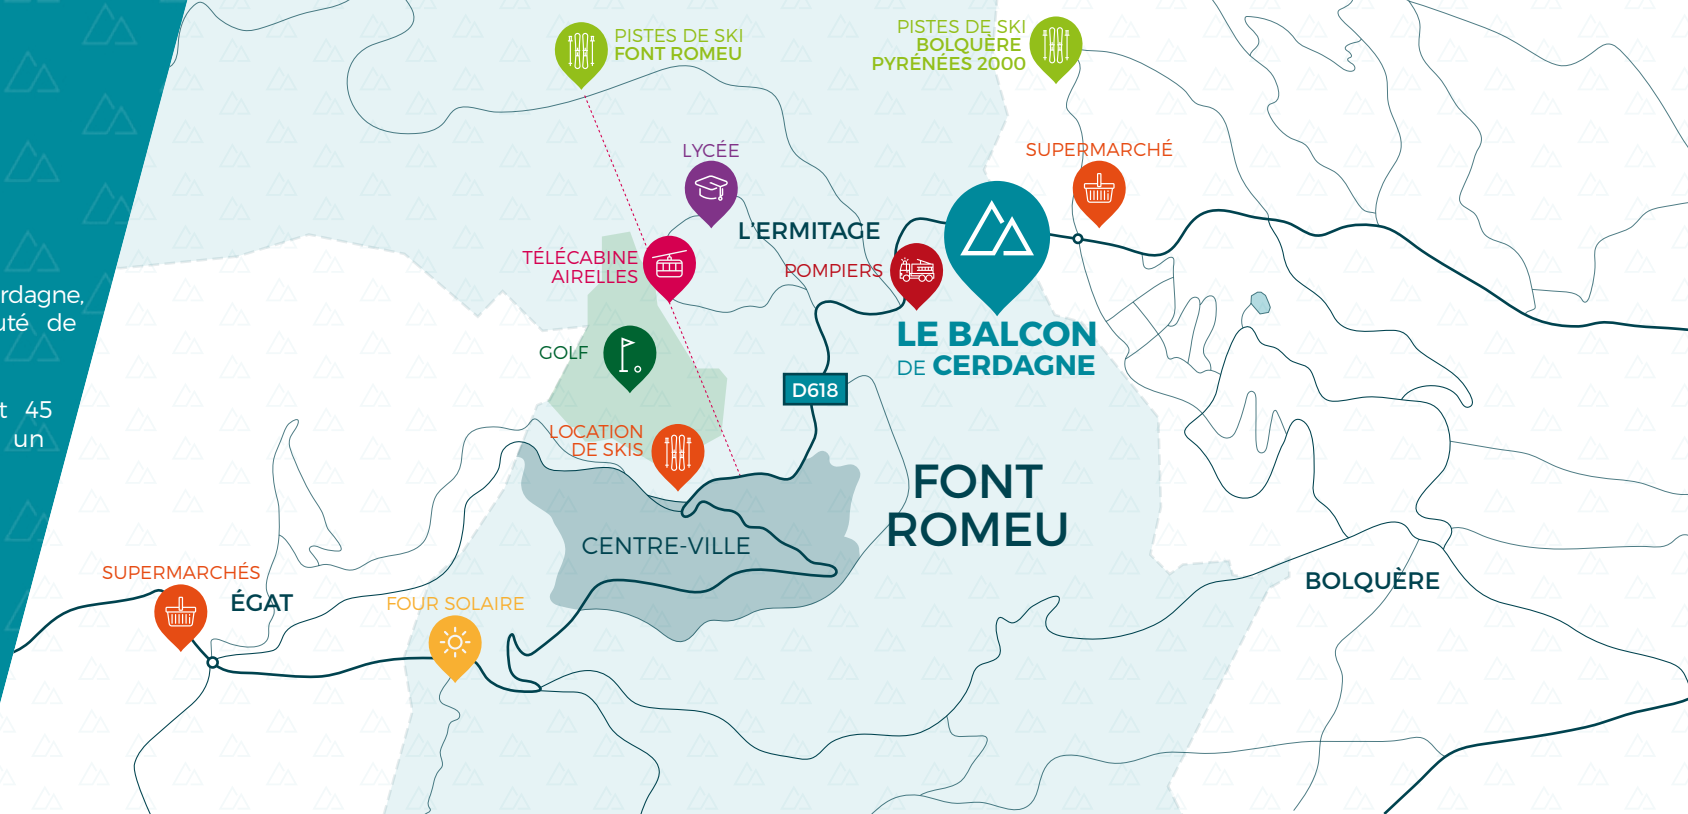 PISTES DE SKI
FONT ROMEU
PISTES DE SKI
BOLQUÈRE
PYRÉNÉES 2000
LYCÉE
SUPERMARCHÉ
L'ERMITAGE
TÉLÉCABINE
AIRELLES
POMPIERS
rdagne,
uté de
LE BALCON
DE CERDAGNE
GOLF
D618
t 45
un
LOCATION
DE SKIS
FONT
ROMEU
CENTRE-VILLE
SUPERMARCHÉS
ÉGAT
FOUR SOLAIRE
BOLQUÈRE